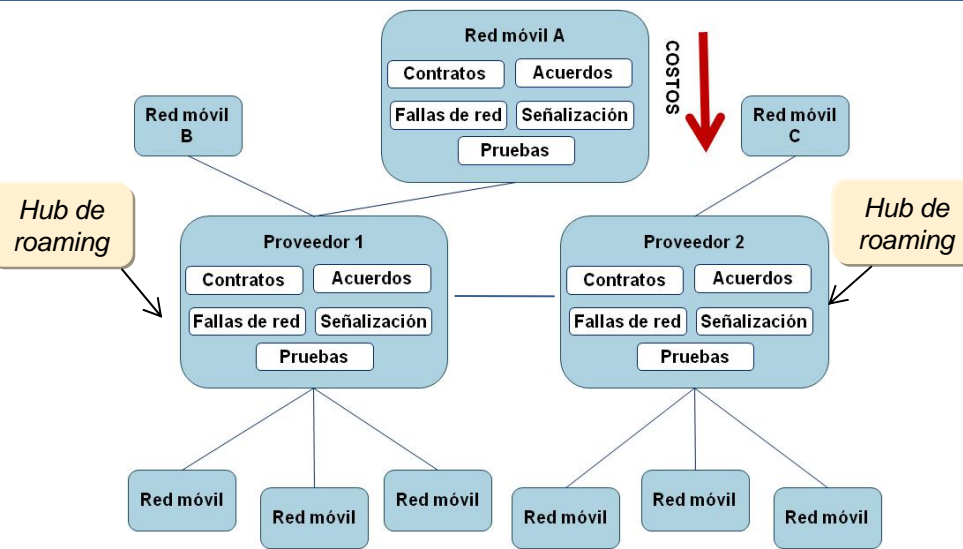 Red móvil A
Contratos
Acuerdos
Fallas de red
Señalización
Pruebas
COSTOS
Red móvil
B
Red móvil
C
Hub de
roaming
Hub de
roaming
Proveedor 1
Contratos
Acuerdos
Fallas de red
Señalización
Pruebas
Proveedor 2
Contratos
Acuerdos
Fallas de red
Señalización
Pruebas
Red móvil
Red móvil
Red móvil
Red móvil
Red móvil
Red móvil